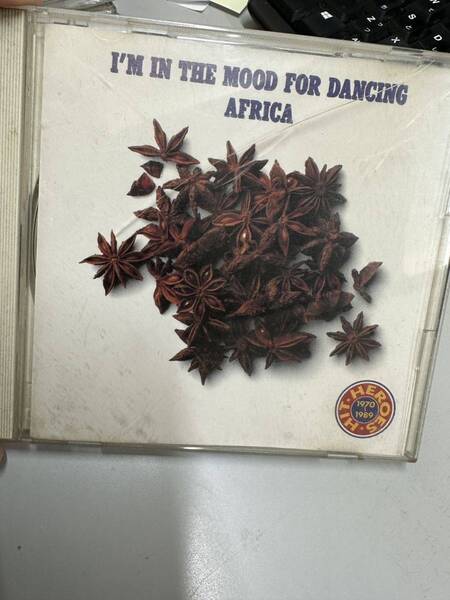 I'M IN THE MOOD FOR DANCING
AFRICA
HIT·HEROES
1970
1989